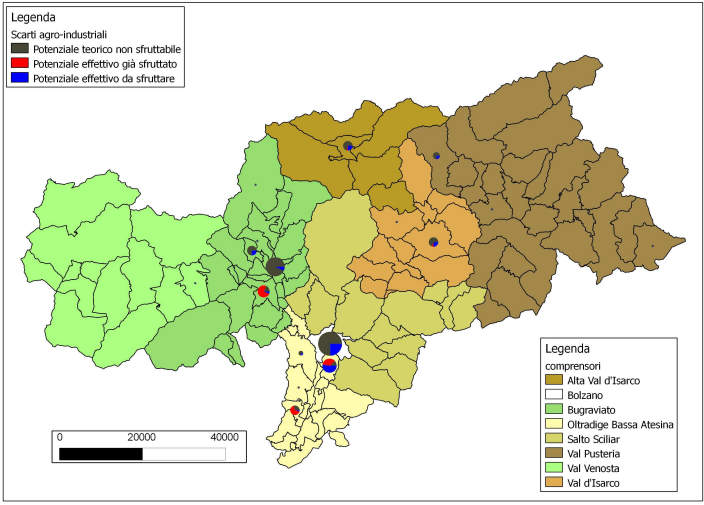 Legenda
Scarti agro-industriali
Potenziale teorico non sfruttabile
Potenziale effettivo già sfruttato
Potenziale effettivo da sfruttare
0 20000 40000
Legenda
comprensori
Alta Val d'Isarco
Bolzano
Bugraviato
Oltradige Bassa Atesina
Salto Sciliar
Val Pusteria
Val Venosta
Val d'Isarco